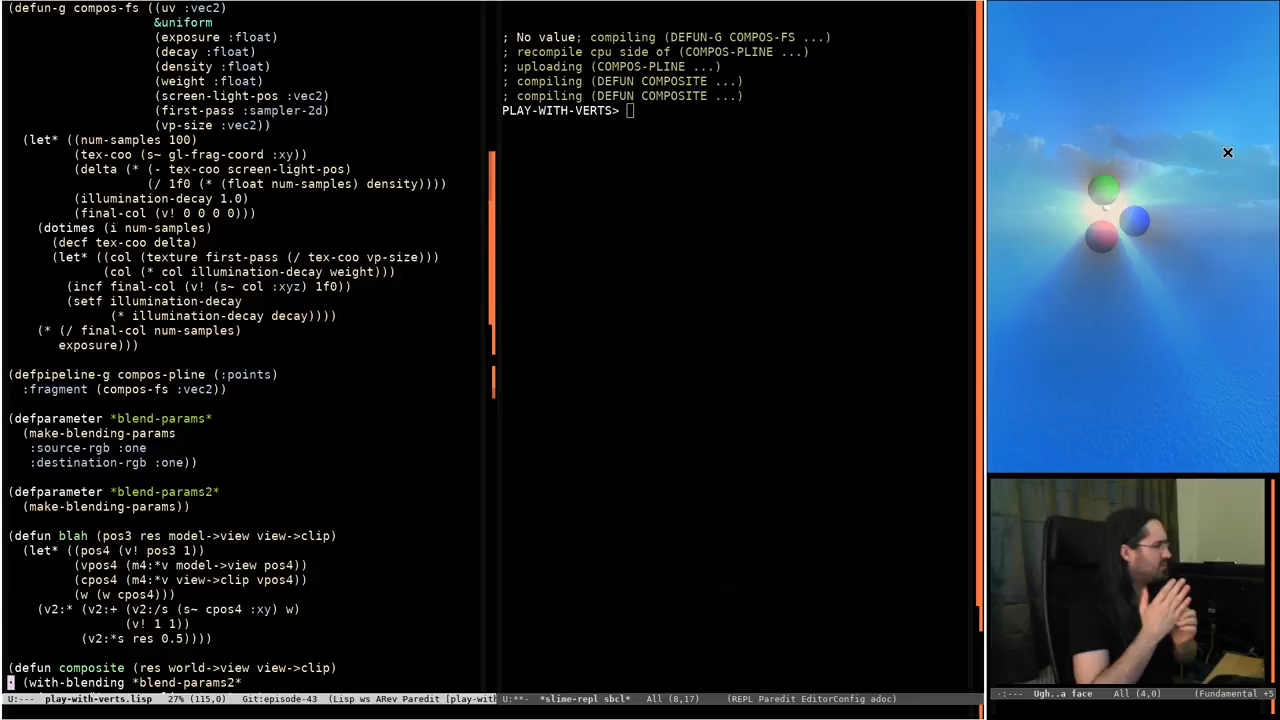 (defun-g compos-fs ((uv :vec2)
                    &uniform
                    (exposure :float)
                    (decay :float)
                    (density :float)
                    (weight :float)
                    (screen-light-pos :vec2)
                    (first-pass :sampler-2d)
                    (vp-size :vec2))
  (let* ((num-samples 100)
         (tex-coo (s~ gl-frag-coord :xy))
         (delta (* (- tex-coo screen-light-pos)
                   (/ 1f0 (* (float num-samples) density))))
         (illumination-decay 1.0)
         (final-col (v! 0 0 0 0)))
    (dotimes (i num-samples)
      (decf tex-coo delta)
      (let* ((col (texture first-pass (/ tex-coo vp-size)))
             (col (* col illumination-decay weight)))
        (incf final-col (v! (s~ col :xyz) 1f0))
        (setf illumination-decay
              (* illumination-decay decay))))
    (* (/ final-col num-samples)
       exposure)))
(defpipeline-g compos-pline (:points)
  :fragment (compos-fs :vec2))
(defparameter *blend-params*
  (make-blending-params
   :source-rgb :one
   :destination-rgb :one))
(defparameter *blend-params2*
  (make-blending-params))
(defun blah (pos3 res model->view view->clip)
  (let* ((pos4 (v! pos3 1))
         (vpos4 (m4:*v model->view pos4))
         (cpos4 (m4:*v view->clip vpos4))
         (w (w cpos4)))
    (v2:* (v2:+ (v2:/s (s~ cpos4 :xy) w)
                (v! 1 1))
          (v2:*s res 0.5))))
(defun composite (res world->view view->clip)
  (with-blending *blend-params2*
U:--- play-with-verts.lisp 27% (115,0) Git:episode-43 (Lisp ws ARev Paredit [play-wit
; No value; compiling (DEFUN-G COMPOS-FS ...)
; recompile cpu side of (COMPOS-PLINE ...)
; uploading (COMPOS-PLINE ...)
; compiling (DEFUN COMPOSITE ...)
; compiling (DEFUN COMPOSITE ...)
PLAY-WITH-VERTS>
U:**- *slime-repl sbcl* All (8,17) (REPL Paredit EditorConfig adoc)
-:--- Ugh..a face All (4,0) (Fundamental +5